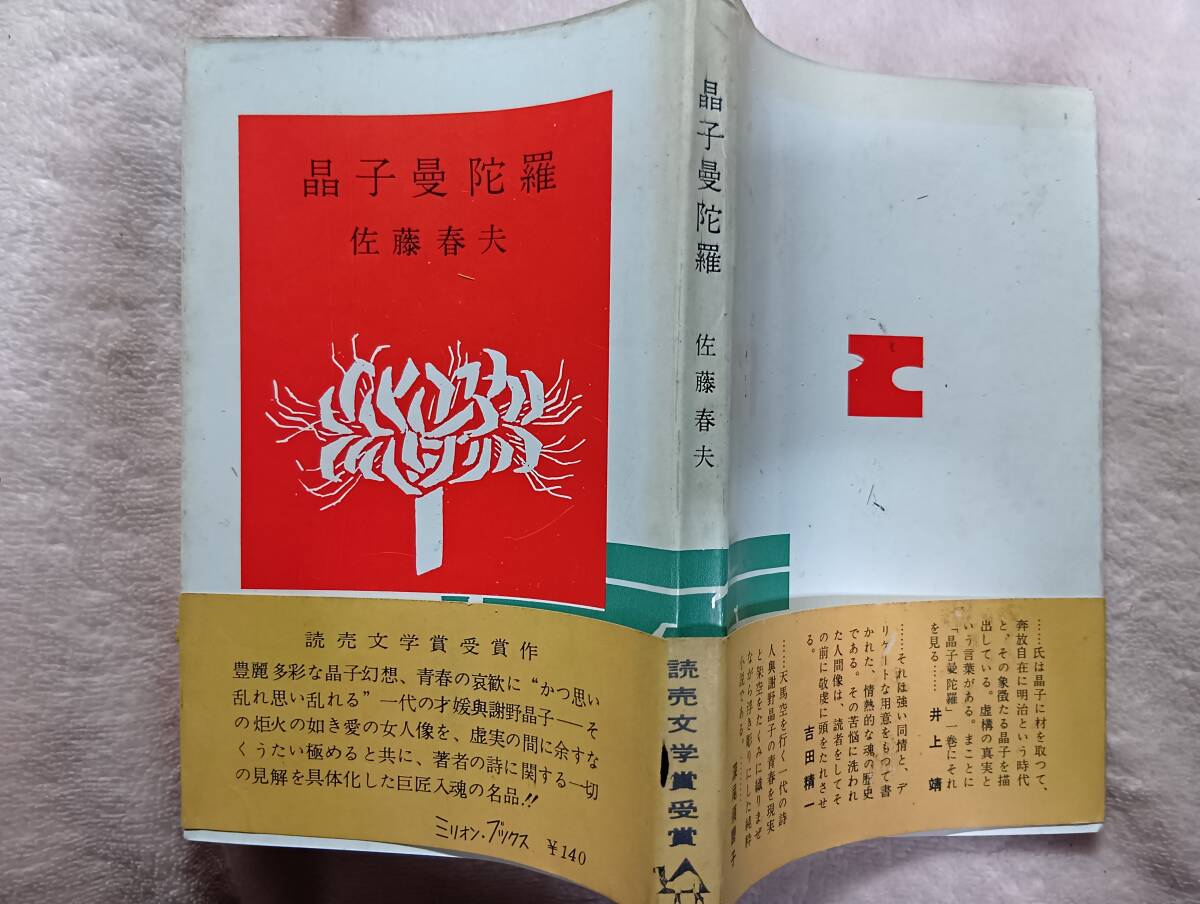 晶子曼陀羅
佐藤春夫
読売文学賞受賞作
豊麗多彩な晶子幻想、青春の哀歓に“かつ思い
乱れ思い乱れる”一代の才媛與謝野晶子――そ
の炬火の如き愛の女人像を、虚実の間に余すな
くうたい極めると共に、著者の詩に関する一切
の見解を具体化した巨匠入魂の名品!!
ミリオン・ブックス ¥140
晶子曼陀羅 佐藤春夫
読売文学賞受賞
……氏は晶子に材を取つて、
奔放自在に明治という時代
と、その象徴たる晶子を描
出している。虚構の真実と
いう言葉がある。まことに
「晶子曼陀羅」一巻にそれ
を見る……
井上靖
……それは強い同情と、デ
リケートな用意をもつて書
かれた、情熱的な魂の歴史
である。その苦悩に洗われ
た人間像は、読者をしてそ
の前に敬虔に頭をたれさせ
る。
吉田精一
……天馬空を行く一代の詩
人與謝野晶子の青春を現実
と架空をたくみに織りまぜ
ながら浮き彫りにした純粋
小説である。……